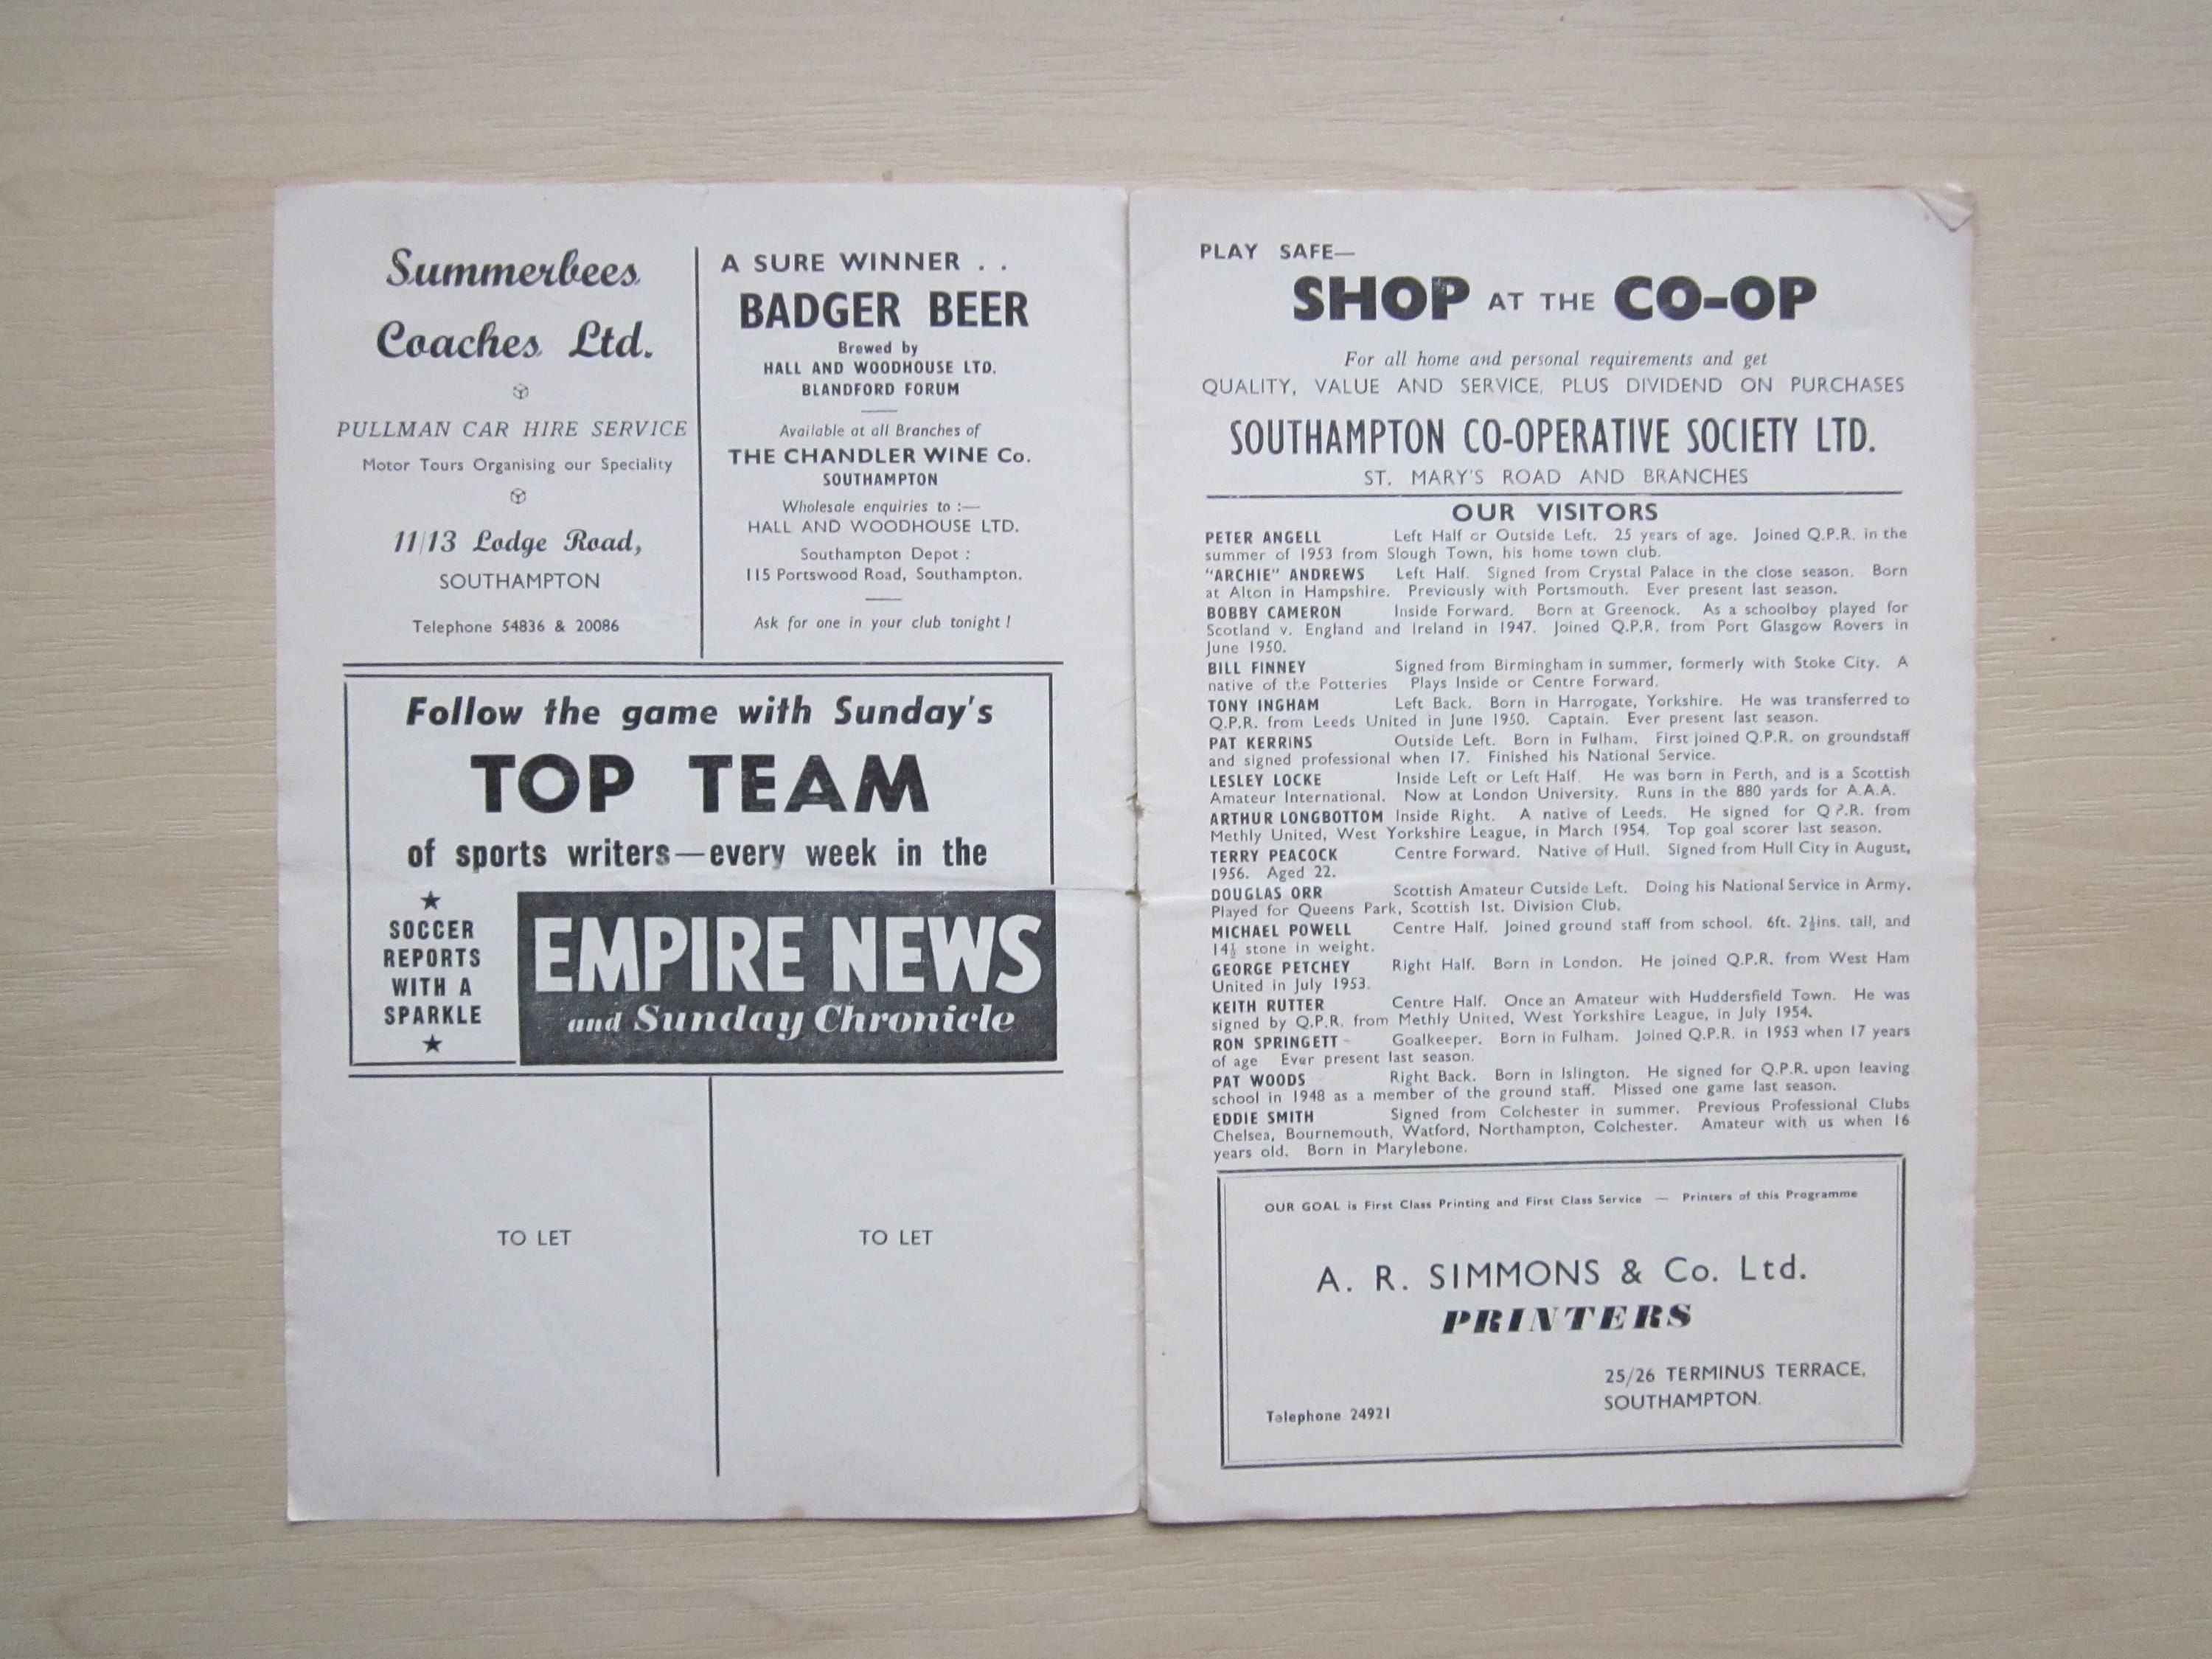 Summerbees
Coaches Ltd.
PULLMAN CAR HIRE SERVICE
Motor Tours Organising our Speciality
11/13 Lodge Road,
SOUTHAMPTON
Telephone 54836 & 20086
A SURE WINNER . .
BADGER BEER
Brewed by
HALL AND WOODHOUSE LTD.
BLANDFORD FORUM
Available at all Branches of
THE CHANDLER WINE Co.
SOUTHAMPTON
Wholesale enquiries to :—
HALL AND WOODHOUSE LTD.
Southampton Depot :
115 Portswood Road, Southampton.
Ask for one in your club tonight !
Follow the game with Sunday's
TOP TEAM
of sports writers—every week in the
★
SOCCER
REPORTS
WITH A
SPARKLE
★
EMPIRE NEWS
and Sunday Chronicle
TO LET
TO LET
PLAY SAFE—
SHOP AT THE CO-OP
For all home and personal requirements and get
QUALITY, VALUE AND SERVICE, PLUS DIVIDEND ON PURCHASES
SOUTHAMPTON CO-OPERATIVE SOCIETY LTD.
ST. MARY'S ROAD AND BRANCHES
OUR VISITORS
PETER ANGELL Left Half or Outside Left. 25 years of age. Joined Q.P.R. in the
summer of 1953 from Slough Town, his home town club.
"ARCHIE" ANDREWS Left Half. Signed from Crystal Palace in the close season. Born
at Alton in Hampshire. Previously with Portsmouth. Ever present last season.
BOBBY CAMERON Inside Forward. Born at Greenock. As a schoolboy played for
Scotland v. England and Ireland in 1947. Joined Q.P.R. from Port Glasgow Rovers in
June 1950.
BILL FINNEY Signed from Birmingham in summer, formerly with Stoke City. A
native of the Potteries Plays Inside or Centre Forward.
TONY INGHAM Left Back. Born in Harrogate, Yorkshire. He was transferred to
Q.P.R. from Leeds United in June 1950. Captain. Ever present last season.
PAT KERRINS Outside Left. Born in Fulham. First joined Q.P.R. on groundstaff
and signed professional when 17. Finished his National Service.
LESLEY LOCKE Inside Left or Left Half. He was born in Perth, and is a Scottish
Amateur International. Now at London University. Runs in the 880 yards for A.A.A.
ARTHUR LONGBOTTOM Inside Right. A native of Leeds. He signed for Q P.R. from
Methly United, West Yorkshire League, in March 1954. Top goal scorer last season.
TERRY PEACOCK Centre Forward. Native of Hull. Signed from Hull City in August,
1956. Aged 22.
DOUGLAS ORR Scottish Amateur Outside Left. Doing his National Service in Army.
Played for Queens Park, Scottish 1st. Division Club.
MICHAEL POWELL Centre Half. Joined ground staff from school. 6ft. 2½ins. tall, and
14½ stone in weight.
GEORGE PETCHEY Right Half. Born in London. He joined Q.P.R. from West Ham
United in July 1953.
KEITH RUTTER Centre Half. Once an Amateur with Huddersfield Town. He was
signed by Q.P.R. from Methly United, West Yorkshire League, in July 1954.
RON SPRINGETT Goalkeeper. Born in Fulham. Joined Q.P.R. in 1953 when 17 years
of age Ever present last season.
PAT WOODS Right Back. Born in Islington. He signed for Q.P.R. upon leaving
school in 1948 as a member of the ground staff. Missed one game last season.
EDDIE SMITH Signed from Colchester in summer. Previous Professional Clubs
Chelsea, Bournemouth, Watford, Northampton, Colchester. Amateur with us when 16
years old. Born in Marylebone.
OUR GOAL is First Class Printing and First Class Service — Printers of this Programme
A. R. SIMMONS & Co. Ltd.
PRINTERS
25/26 TERMINUS TERRACE,
SOUTHAMPTON.
Telephone 24921